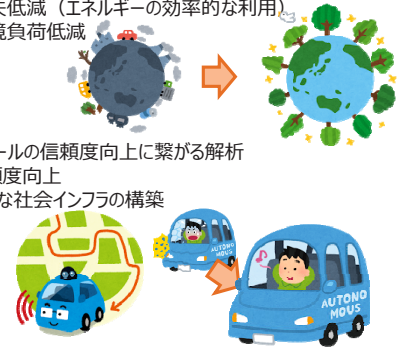 失低減（エネルギーの効率的な利用）
境負荷低減
ールの信頼度向上に繋がる解析
頼度向上
な社会インフラの構築
AUTONO
MOUS
AUTONO
MOUS